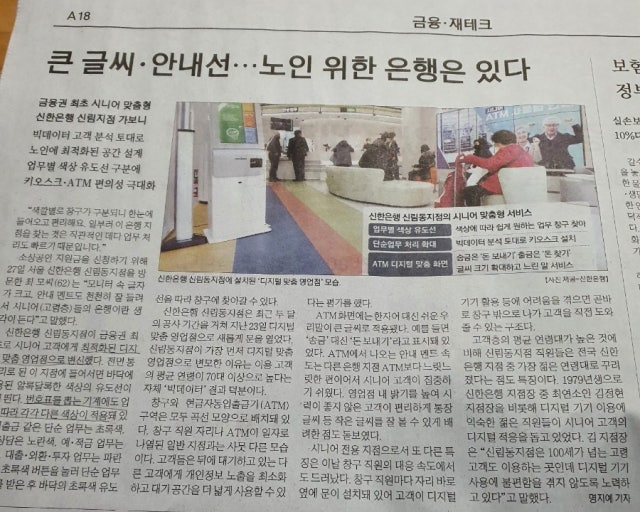 A18
금융·재테크
큰 글씨·안내선…노인 위한 은행은 있다
금융권 최초 시니어 맞춤형
신한은행 신림지점 가보니
빅데이터 고객 분석 토대로
노인에 최적화된 공간 설계
업무별 색상 유도선 구분에
키오스크·ATM 편의성 극대화
신한은행 신림동지점의 시니어 맞춤형 서비스
업무별 색상 유도선 색상에 따라 쉽게 원하는 업무 창구 찾아
단순업무 처리 확대 빅데이터 분석 토대로 키오스크 설치
ATM 디지털 맞춤 화면 송금은 '돈 보내기' 출금은 '돈 찾기'
글씨 크기 확대하고 느린 말 서비스
신한은행 신림동지점에 설치된 '디지털 맞춤 영업점' 모습.
[사진 제공=신한은행]
"색깔별로 창구가 구분되니 한눈에
들어오고 편리해요. 일부러 이 은행 지
점을 찾는 것은 직관적인 데다 업무 처
리도 빠르기 때문입니다."
소상공인 지원금을 신청하기 위해
27일 서울 신한은행 신림동지점을 방
문한 최 모씨(62)는 "모니터 속 글자
가 크고, 안내 멘트도 천천히 잘 들려
서 시니어(고령층)들의 은행이란 생
이 든다"고 말했다.
신한은행 신림동지점이 금융권 최
로 시니어 고객에게 최적화된 디지
맞춤 영업점으로 변신했다. 전년 통
리로 된 이 지점에 들어서면 바닥에
용 알록달록한 색상의 유도선이
된다. 번호표를 뽑는 기계에도 업
따라 각각 다른 색상이 적용돼 있
출금 같은 단순 업무는 초록색,
상담은 노란색, 예·적금 업무는
대출·외환·투자 업무는 파란
초록색 버튼을 눌러 단순 업무
받은 후 바닥의 초록색 유도
선을 따라 창구에 찾아갈 수 있다.
신한은행 신림동지점은 최근 두 달
의 공사 기간을 거쳐 지난 23일 디지털
맞춤 영업점으로 새롭게 문을 열었다.
신림동지점이 가장 먼저 디지털 맞춤
영업점으로 변모한 이유는 이용 고객
의 평균 연령이 70대 이상으로 높다는
자체 '빅데이터' 결과 덕분이다.
창구와 현금자동입출금기(ATM)
구역은 모두 곡선 모양으로 배치돼 있
다. 창구 직원 자리나 ATM이 일자로
나열된 일반 지점과는 사뭇 다른 모습
이다. 고객들은 뒤에 대기하고 있는 다
른 고객에게 개인정보 노출을 최소화
하고 대기 공간을 더 넓게 사용할 수 있
다는 평가를 했다.
ATM 화면에는 한지어 대신 쉬운 우
리말이 큰 글씨로 적용됐다. 예를 들면
'송금' 대신 '돈 보내기'라고 표시돼 있
다. ATM에서 나오는 안내 멘트 속
도는 다른 은행 지점 ATM보다 느릿느
릿한 편이어서 시니어 고객이 집중하
기 쉬웠다. 영업점 내 밝기를 높여 시
력이 좋지 않은 고객이 편리하게 통장
글씨 등 작은 글씨를 잘 볼 수 있게 배
려한 점도 돋보였다.
시니어 전용 지점으로서 또 다른 특
징은 이날 창구 직원의 대응 속도에서
도 드러났다. 창구 직원마다 자리 바로
옆에 문이 설치돼 있어 고객이 디지털
기기 활용 등에 어려움을 겪으면 곧바
로 창구 밖으로 나가 고객을 직접 도와
줄 수 있는 구조다.
고객층의 평균 연령대가 높은 것에
비해 신림동지점 직원들은 전국 신한
은행 지점 중 가장 젊은 연령대로 꾸려
졌다는 점도 특징이다. 1979년생으로
신한은행 지점장 중 최연소인 김정현
지점장을 비롯해 디지털 기기 이용에
익숙한 젊은 직원들이 시니어 고객의
디지털 적응을 돕고 있었다. 김 지점장
은 "신림동지점은 100세가 넘는 고령
고객도 이용하는 곳인데 디지털 기기
사용에 불편함을 겪지 않도록 노력하
고 있다"고 말했다.
명지예 기자
보험
정부
실손보
10%D